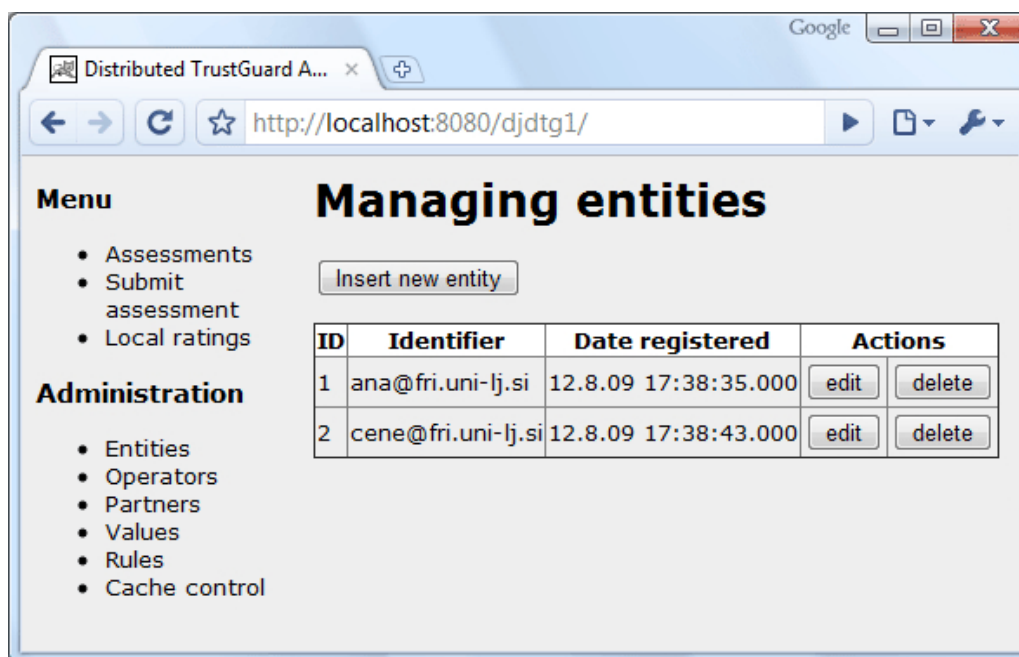 Google
Distributed TrustGuard A...
http://localhost:8080/djdtg1/
Menu
Assessments
Submit
assessment
Local ratings
Administration
Entities
Operators
Partners
Values
Rules
Cache control
Managing entities
Insert new entity
ID Identifier Date registered Actions
1 ana@fri.uni-lj.si 12.8.09 17:38:35.000 edit delete
2 cene@fri.uni-lj.si 12.8.09 17:38:43.000 edit delete